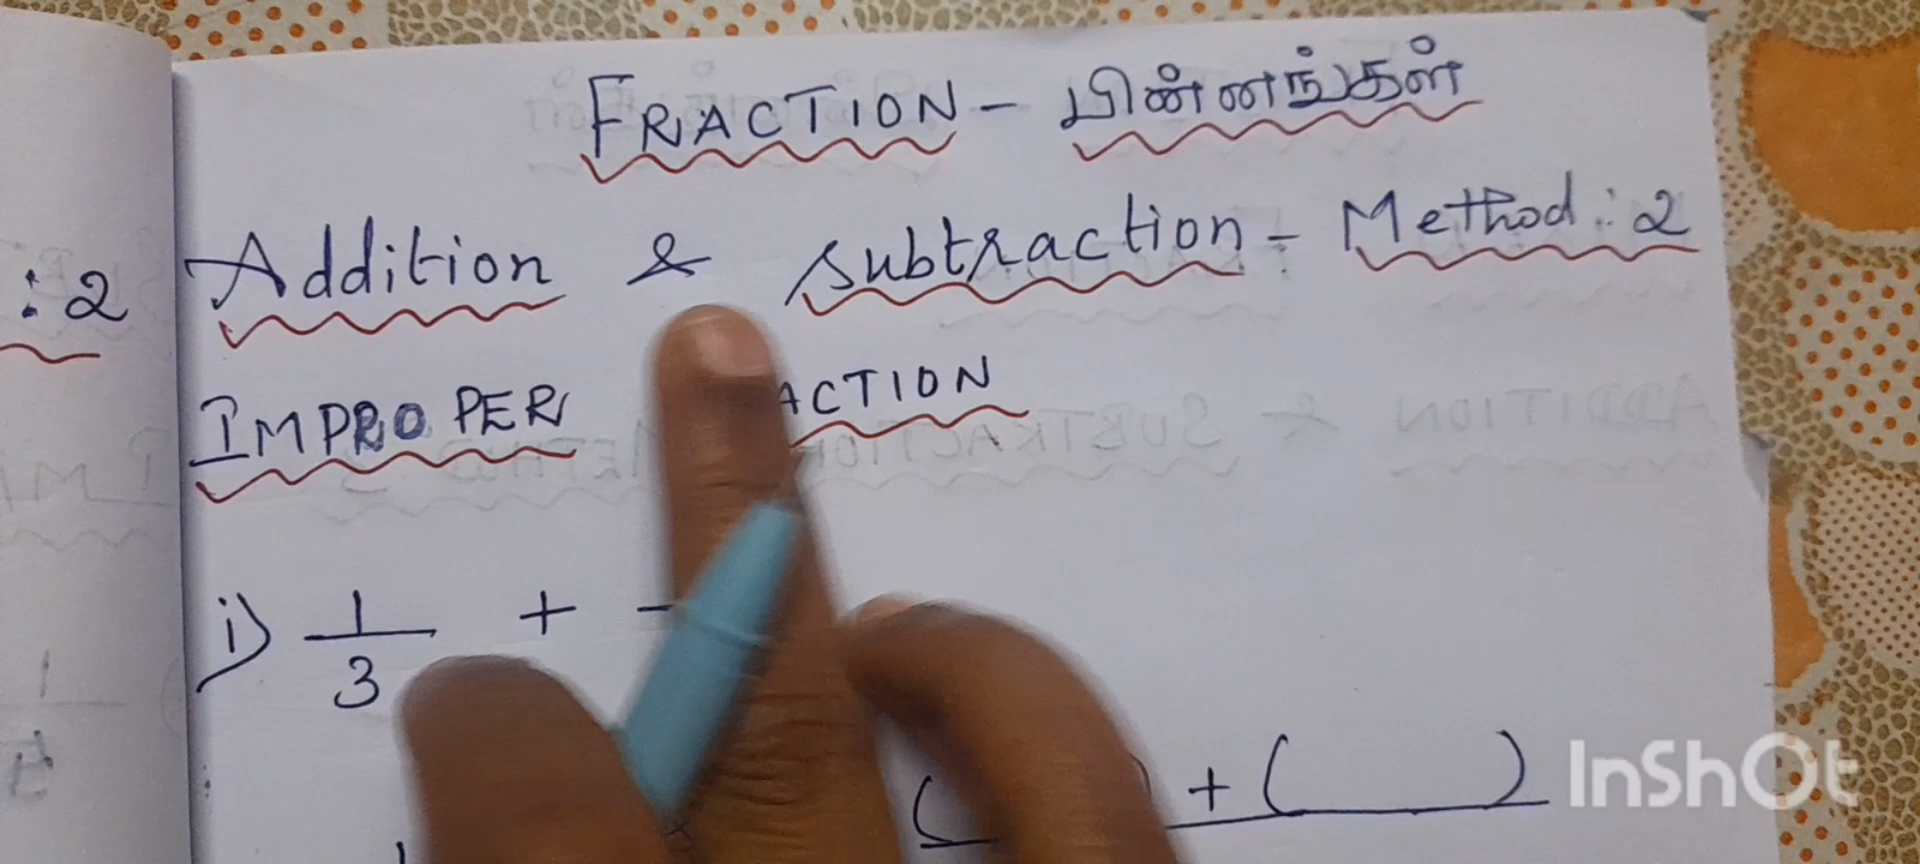 FRACTION - பின்னங்கள்
: 2
Addition & Subtraction - Method : 2
IMPROPER ACTION
i) 1/3 +
( ) + ( )
InShOt